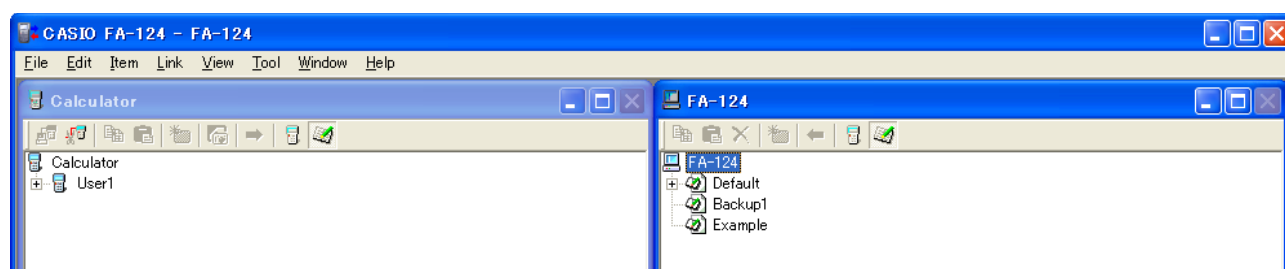 CASIO FA-124 - FA-124
File Edit Item Link View Tool Window Help
Calculator
Calculator
User1
FA-124
FA-124
Default
Backup1
Example